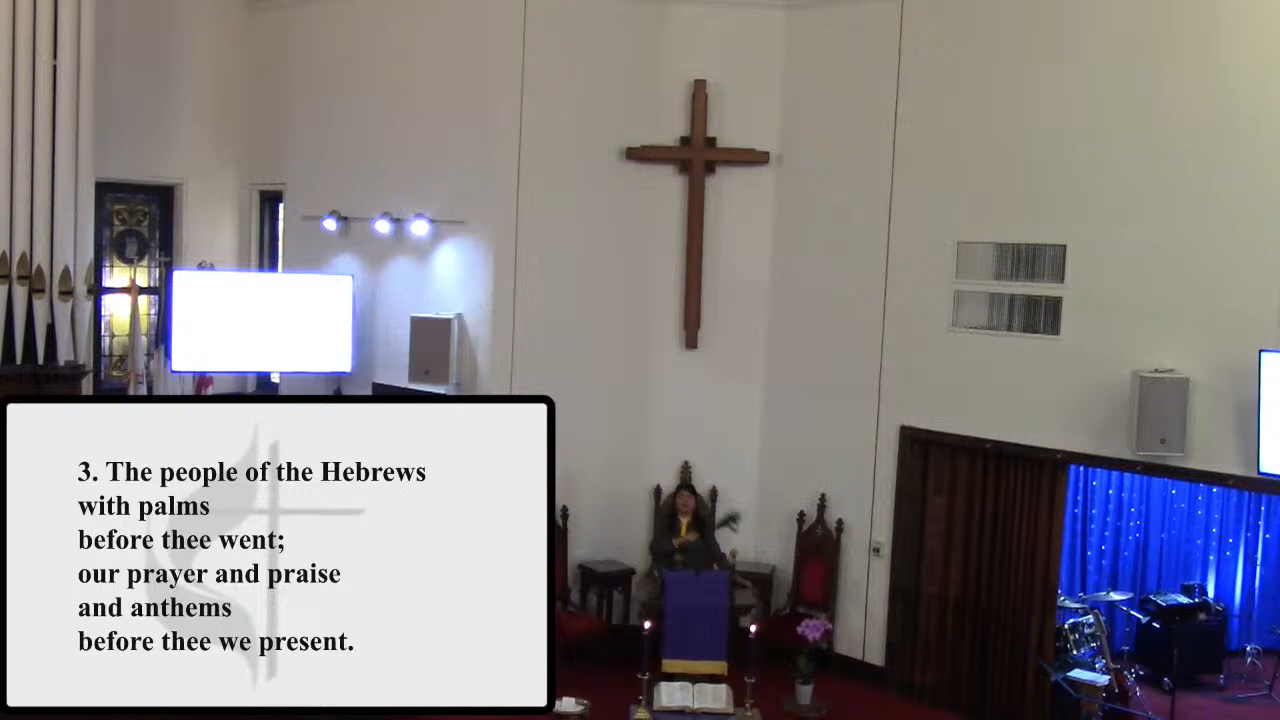 3. The people of the Hebrews
with palms
before thee went;
our prayer and praise
and anthems
before thee we present.